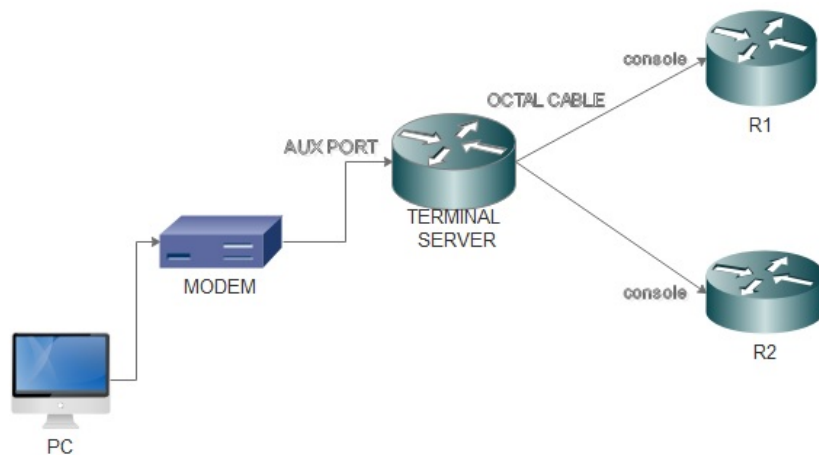 console
OCTAL CABLE
R1
AUX PORT
TERMINAL
SERVER
MODEM
console
R2
PC